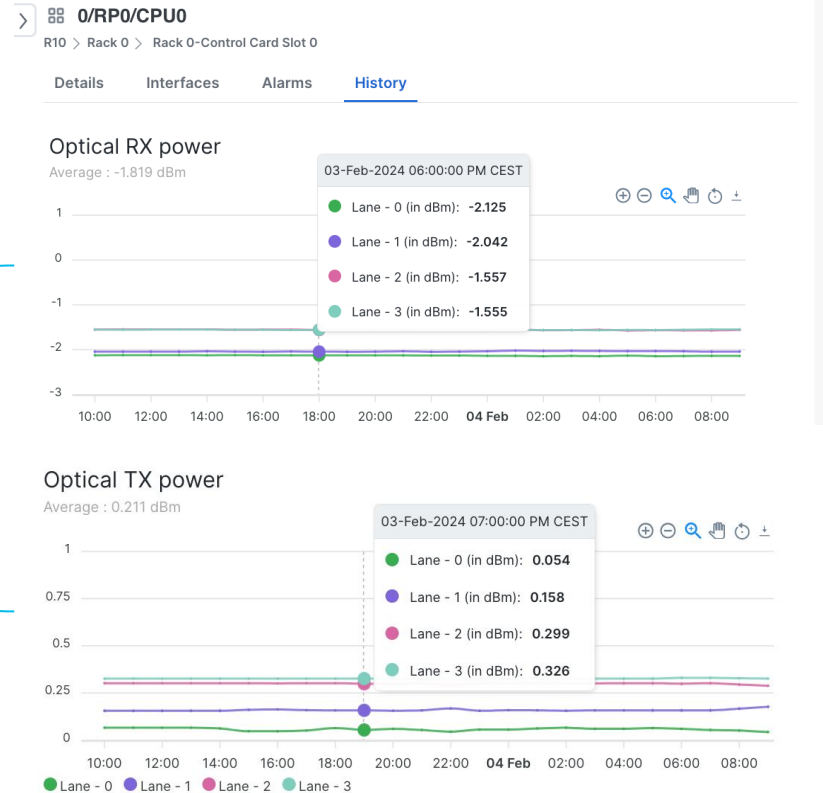 0/RP0/CPU0
R10 > Rack 0 > Rack 0-Control Card Slot 0
Details Interfaces Alarms History
Optical RX power
Average : -1.819 dBm
03-Feb-2024 06:00:00 PM CEST
Lane - 0 (in dBm): -2.125
Lane - 1 (in dBm): -2.042
Lane - 2 (in dBm): -1.557
Lane - 3 (in dBm): -1.555
1
0
-1
-2
-3
10:00 12:00 14:00 16:00 18:00 20:00 22:00 04 Feb 02:00 04:00 06:00 08:00
Optical TX power
Average : 0.211 dBm
03-Feb-2024 07:00:00 PM CEST
Lane - 0 (in dBm): 0.054
Lane - 1 (in dBm): 0.158
Lane - 2 (in dBm): 0.299
Lane - 3 (in dBm): 0.326
1
0.75
0.5
0.25
0
10:00 12:00 14:00 16:00 18:00 20:00 22:00 04 Feb 02:00 04:00 06:00 08:00
Lane - 0 Lane - 1 Lane - 2 Lane - 3